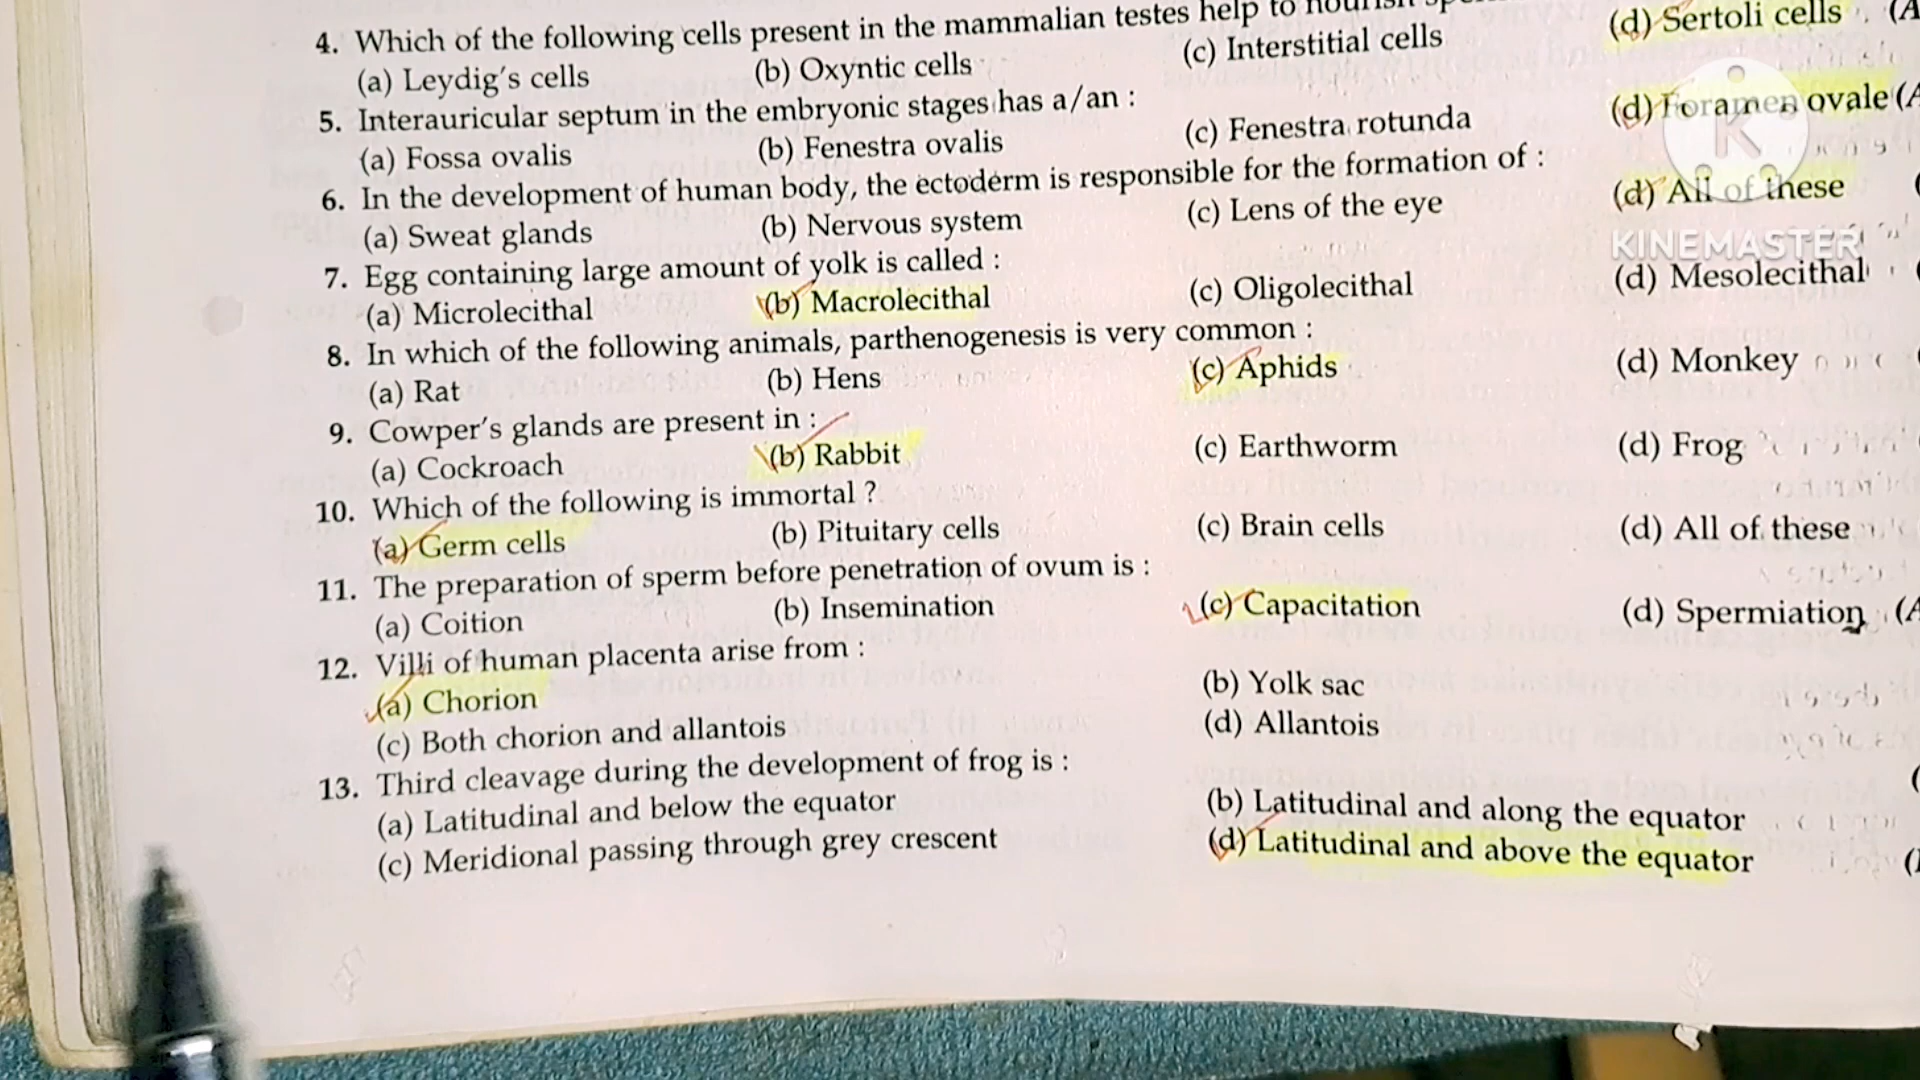 4. Which of the following cells present in the mammalian testes help to nourish
(a) Leydig's cells (b) Oxyntic cells (c) Interstitial cells (d) Sertoli cells
5. Interauricular septum in the embryonic stages has a/an :
(a) Fossa ovalis (b) Fenestra ovalis (c) Fenestra rotunda (d) Foramen ovale
6. In the development of human body, the ectoderm is responsible for the formation of :
(a) Sweat glands (b) Nervous system (c) Lens of the eye (d) All of these
K
KINEMASTER
7. Egg containing large amount of yolk is called :
(a) Microlecithal (b) Macrolecithal (c) Oligolecithal (d) Mesolecithal
8. In which of the following animals, parthenogenesis is very common :
(a) Rat (b) Hens (c) Aphids (d) Monkey
9. Cowper's glands are present in :
(a) Cockroach (b) Rabbit (c) Earthworm (d) Frog
10. Which of the following is immortal ?
(a) Germ cells (b) Pituitary cells (c) Brain cells (d) All of these
11. The preparation of sperm before penetration of ovum is :
(a) Coition (b) Insemination (c) Capacitation (d) Spermiation
12. Villi of human placenta arise from :
(a) Chorion (b) Yolk sac
(c) Both chorion and allantois (d) Allantois
13. Third cleavage during the development of frog is :
(a) Latitudinal and below the equator (b) Latitudinal and along the equator
(c) Meridional passing through grey crescent (d) Latitudinal and above the equator